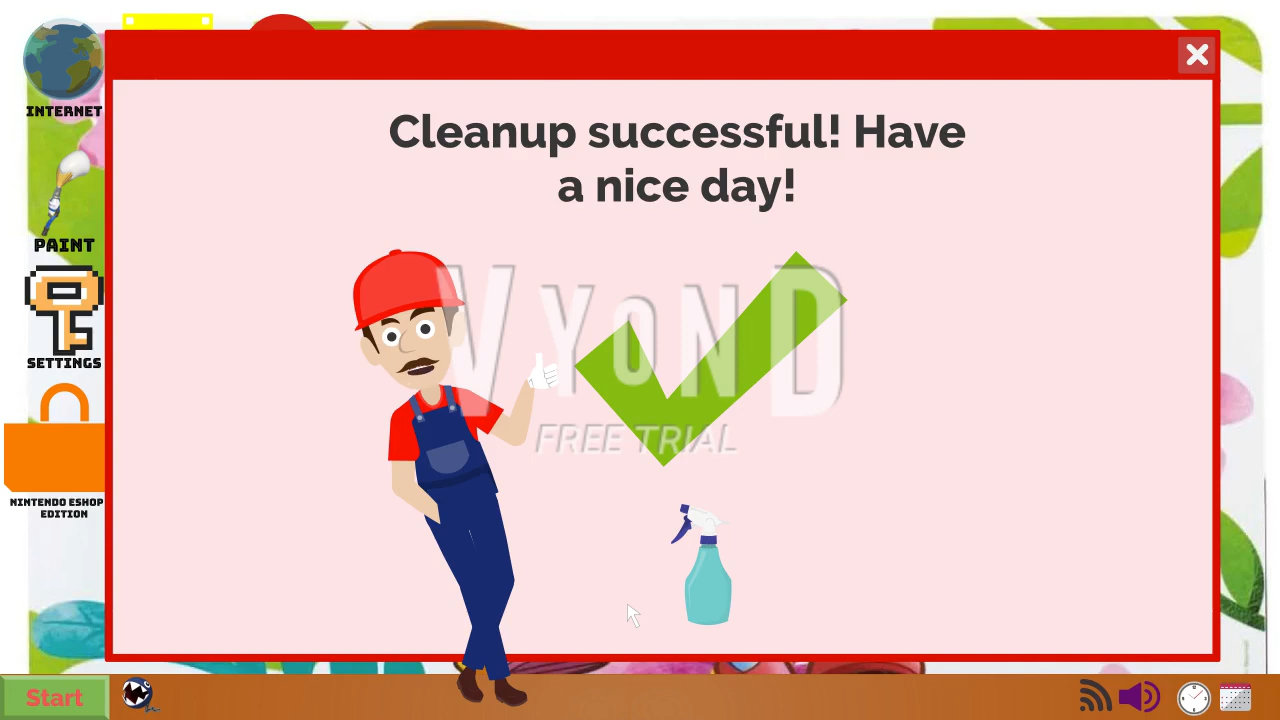 INTERNET
Cleanup successful! Have
a nice day!
PAINT
VYOND
FREE TRIAL
SETTINGS
NINTENDO ESHOP
EDITION
Start